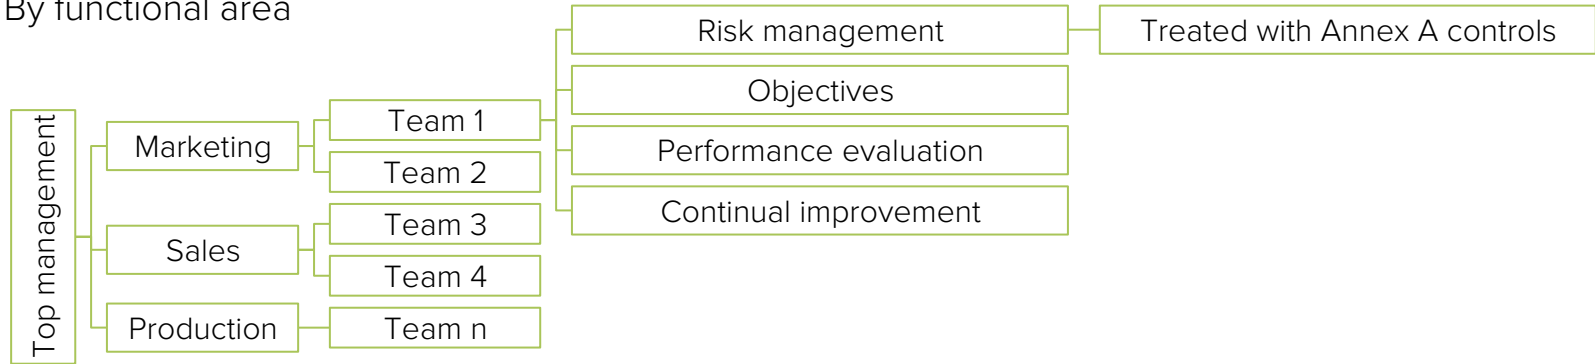 By functional area
Top management
Marketing
Sales
Production
Team 1
Team 2
Team 3
Team 4
Team n
Risk management
Objectives
Performance evaluation
Continual improvement
Treated with Annex A controls